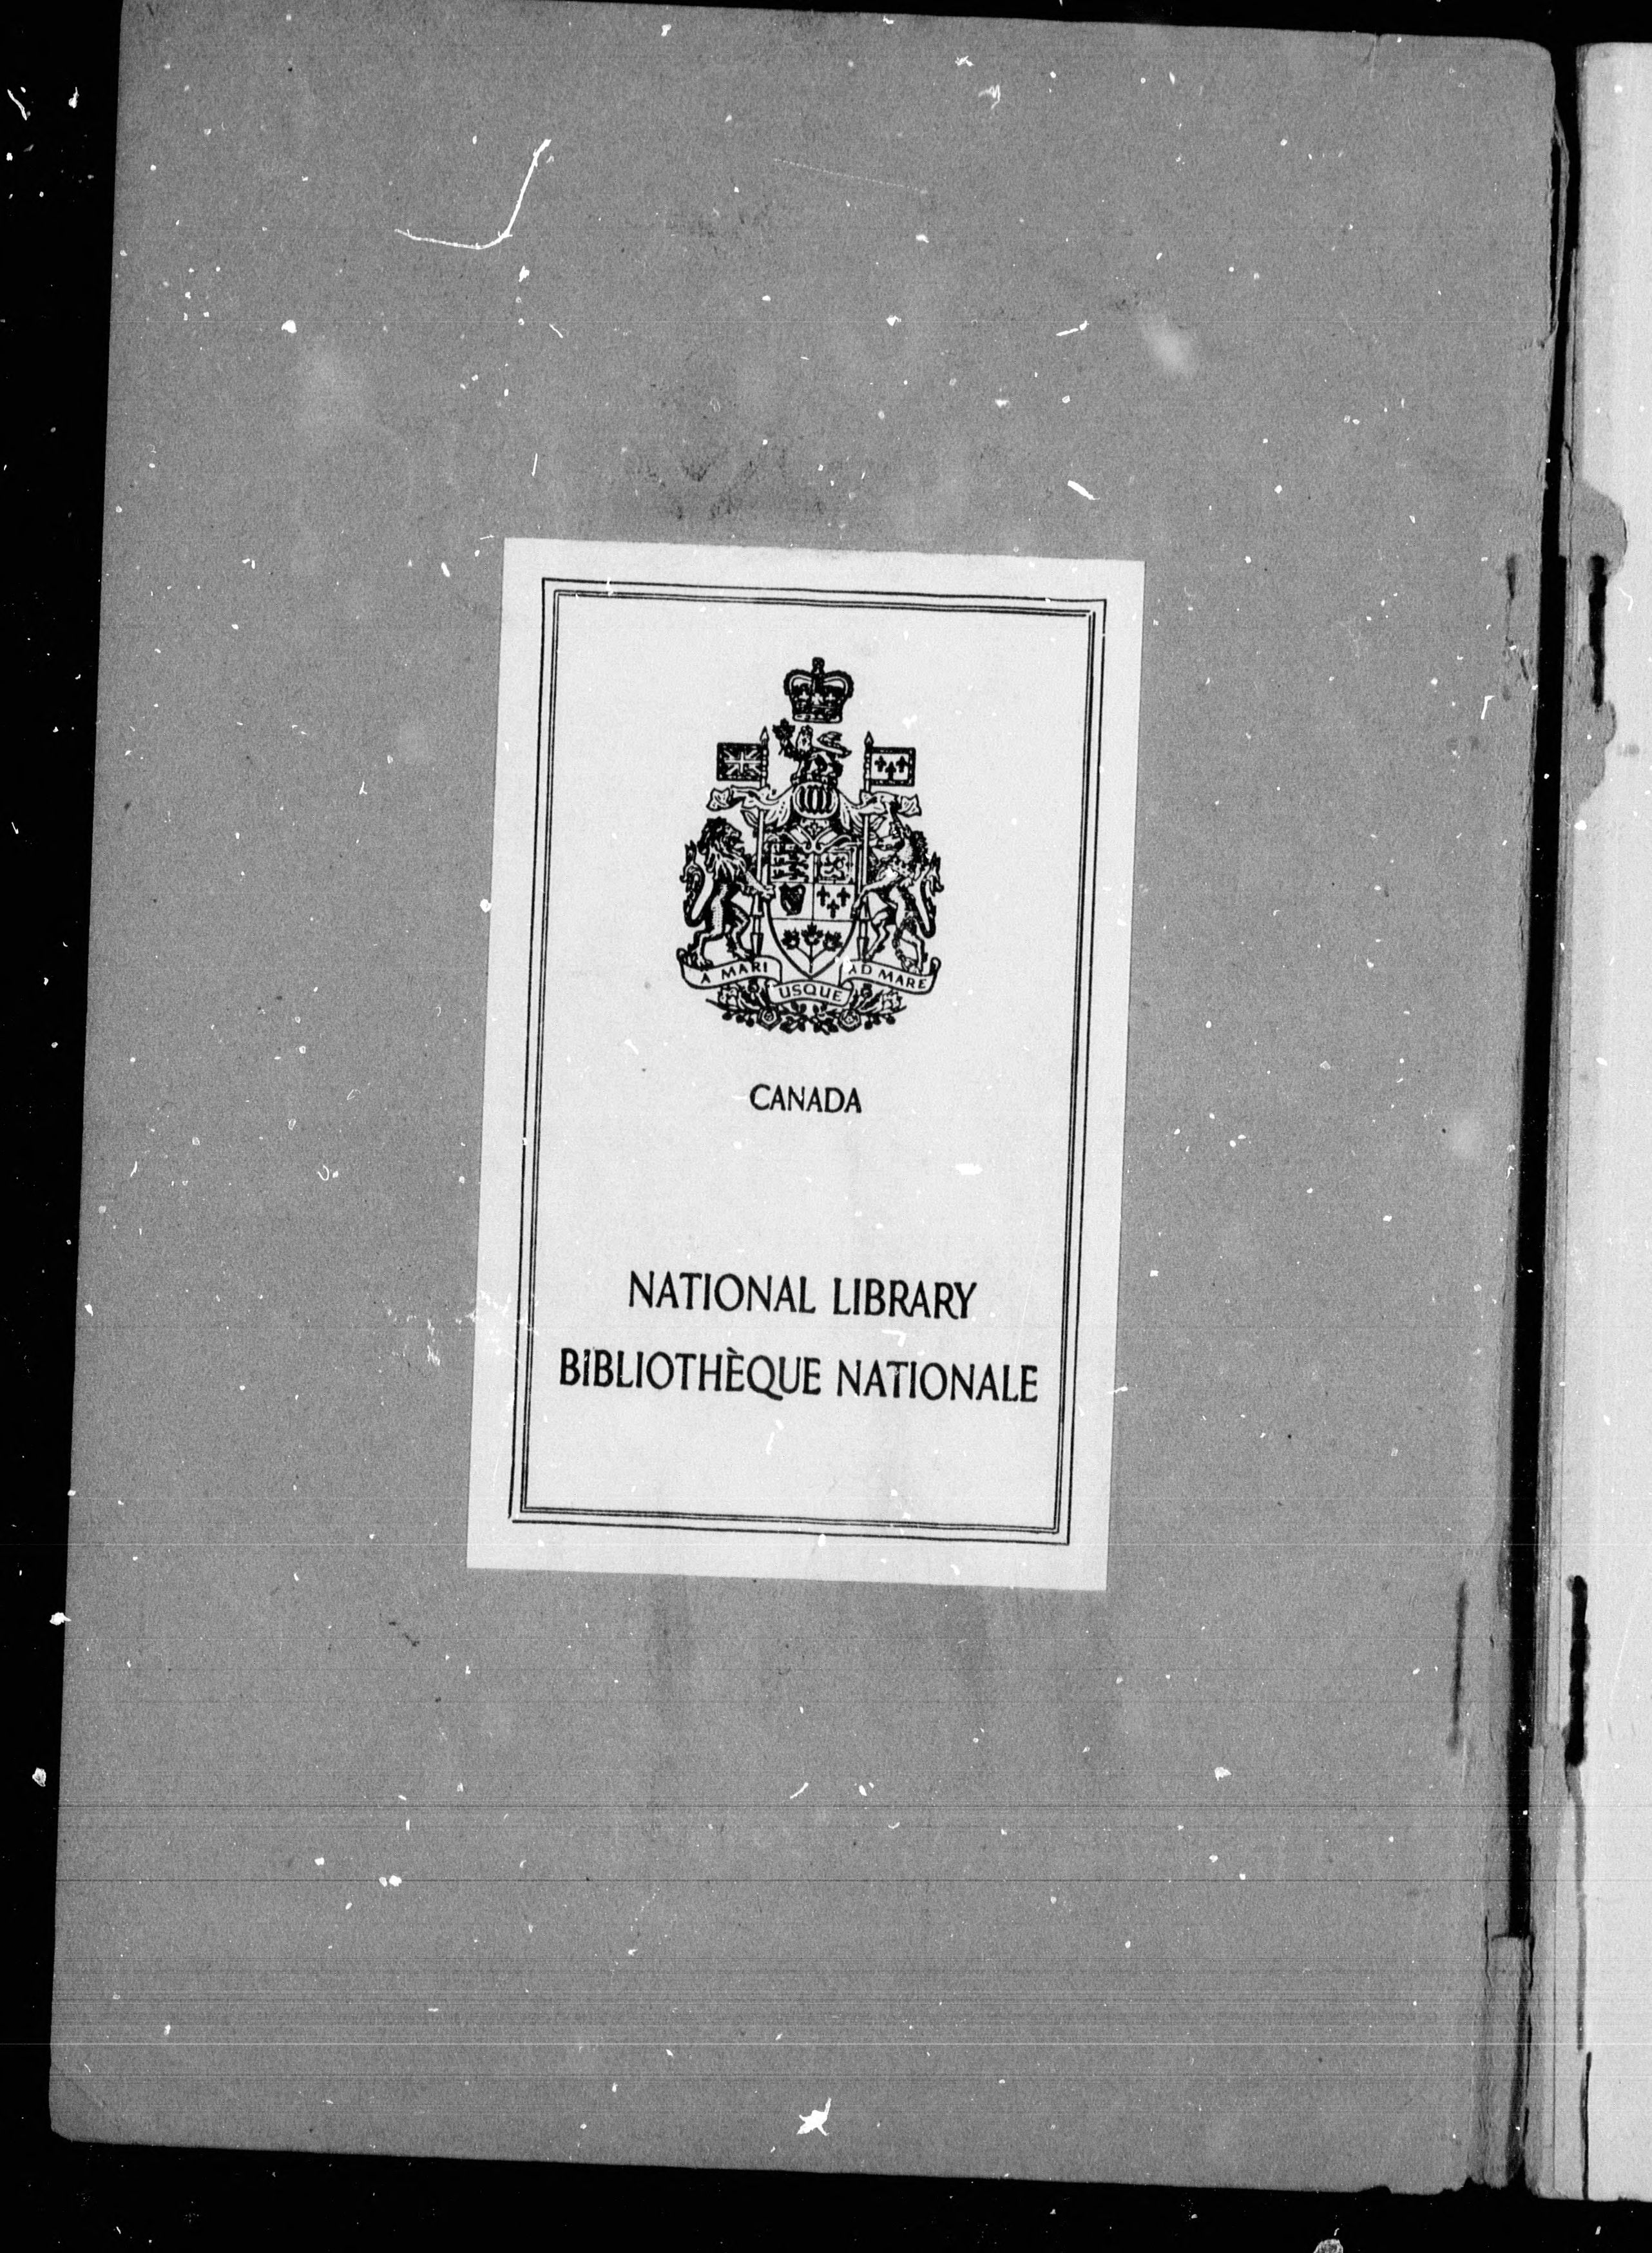 A MARI USQUE AD MARE
CANADA
NATIONAL LIBRARY
BIBLIOTHÈQUE NATIONALE